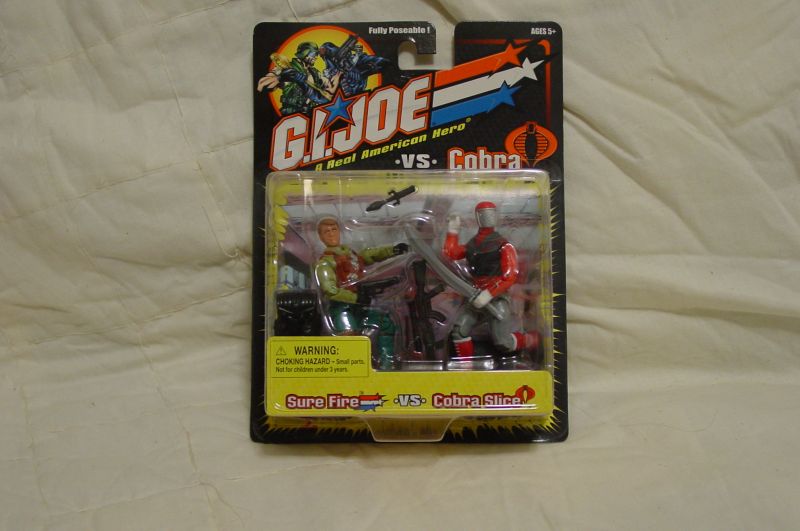 Fully Poseable !
AGES 5+
G.I.JOE
A Real American Hero®
·VS· Cobra
WARNING:
CHOKING HAZARD – Small parts.
Not for children under 3 years.
Sure Fire ·VS· Cobra Slice